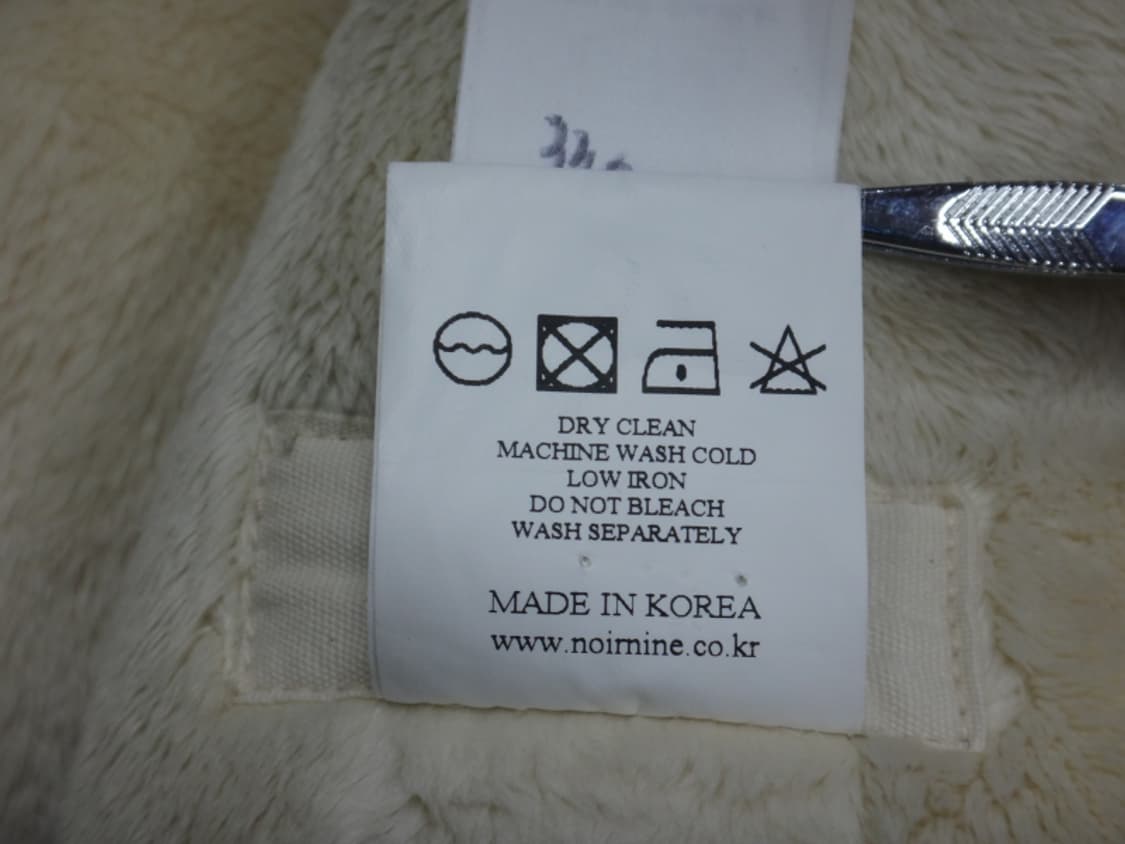 DRY CLEAN
MACHINE WASH COLD
LOW IRON
DO NOT BLEACH
WASH SEPARATELY
MADE IN KOREA
www.noirnine.co.kr